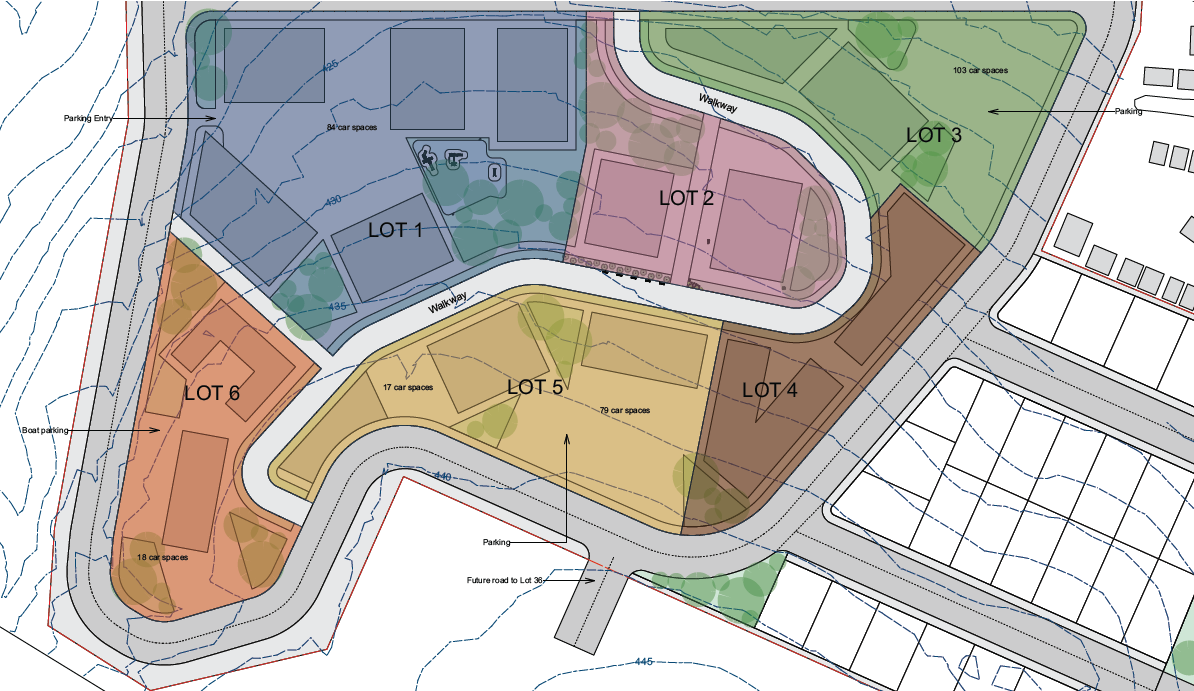 425
103 car spaces
Walkway
Parking
Parking Entry
84 car spaces
LOT 3
430
LOT 2
LOT 1
435
Walkway
LOT 6
17 car spaces
LOT 5
LOT 4
79 car spaces
Boat parking
440
Parking
18 car spaces
Future road to Lot 36
445